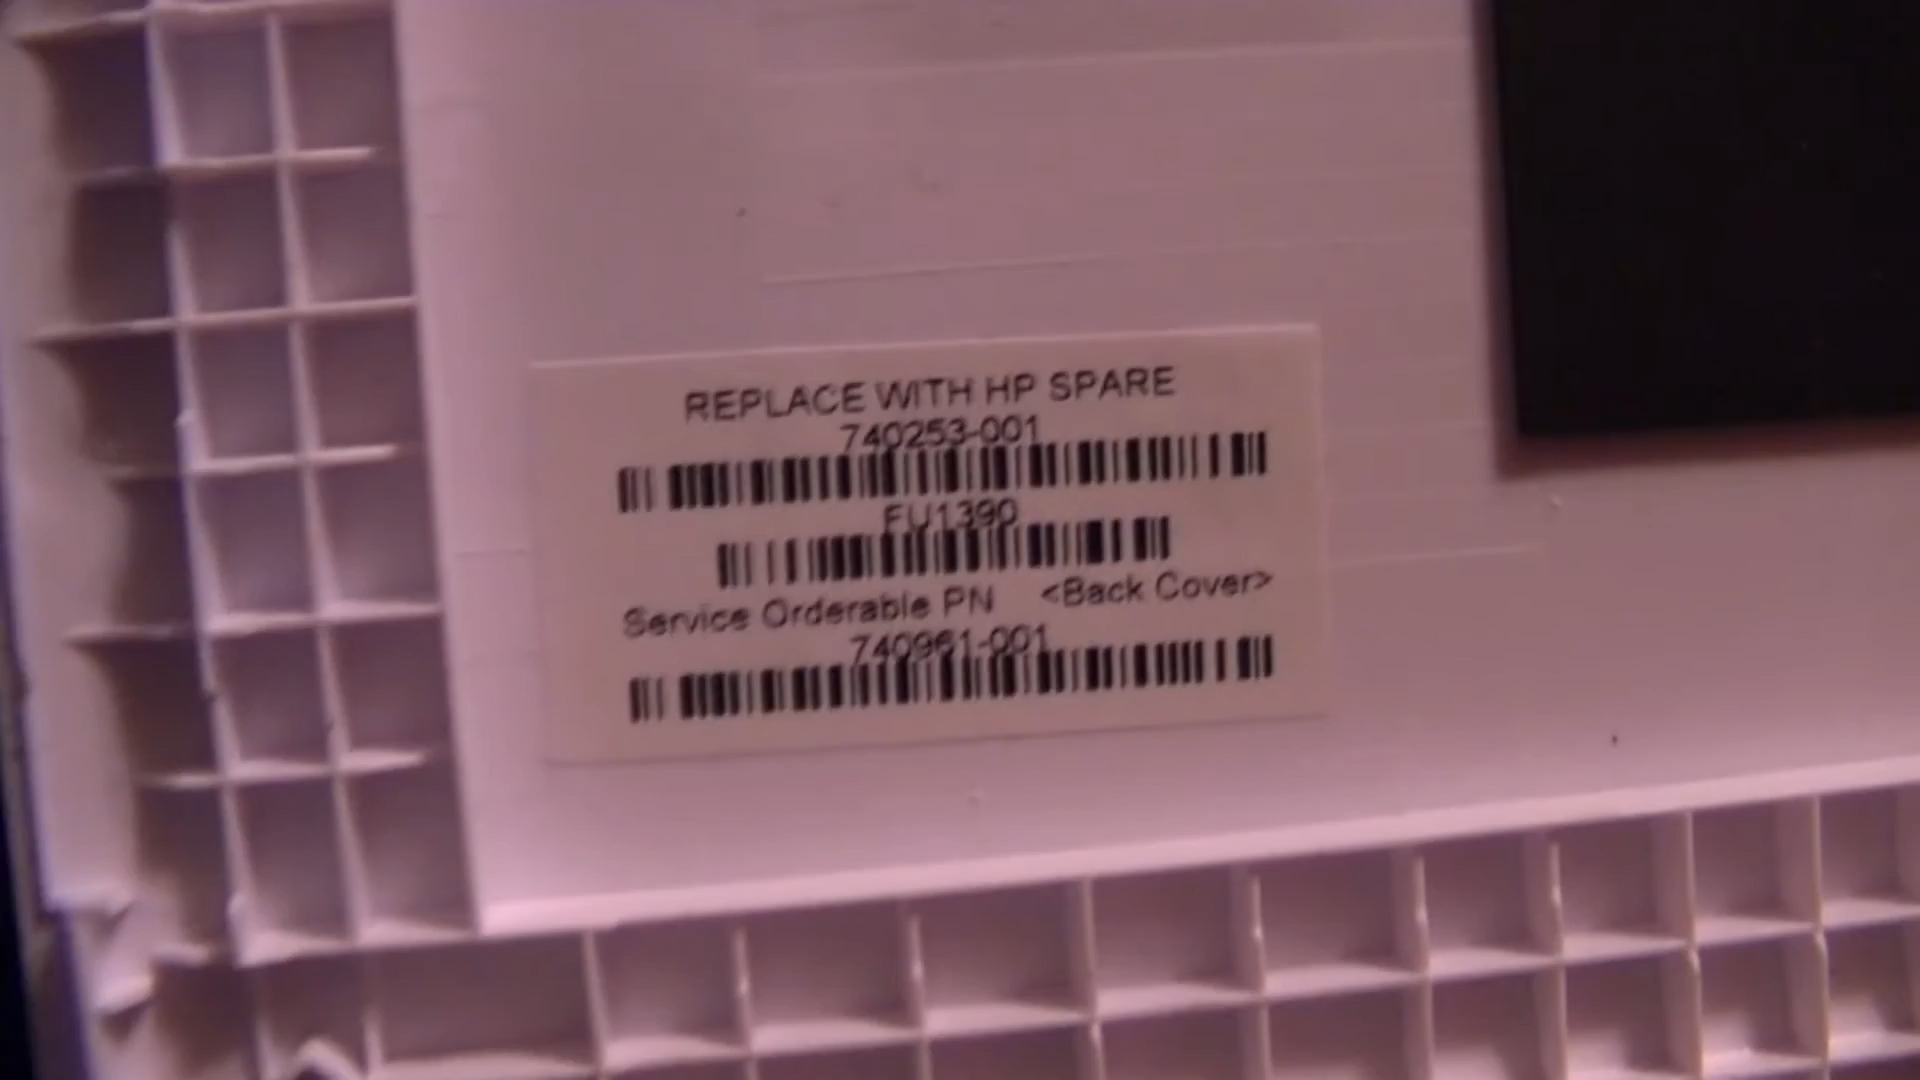 REPLACE WITH HP SPARE
740253-001
FU1390
Service Orderable PN <Back Cover>
740961-001